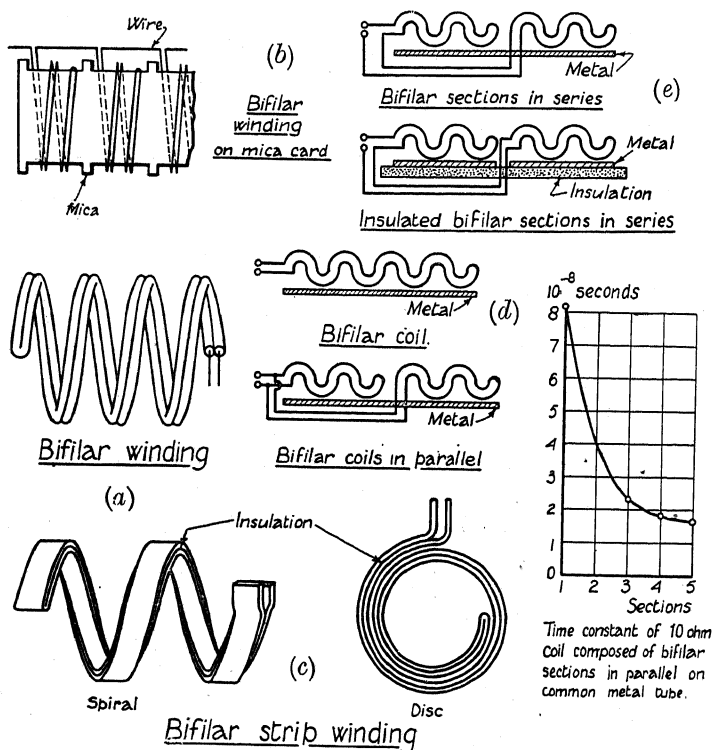 Wire
(b)
Bifilar
winding
on mica card
Mica
Metal
Bifilar sections in series
(e)
Metal
Insulation
Insulated bifilar sections in series
Bifilar winding
(a)
Metal
(d)
Bifilar coil.
Metal
Bifilar coils in parallel
10⁻⁸ seconds
8
7
6
5
4
3
2
1
0
1 2 3 4 5
Sections
Time constant of 10 ohm
coil composed of bifilar
sections in parallel on
common metal tube.
Insulation
(c)
Spiral
Disc
Bifilar strip winding